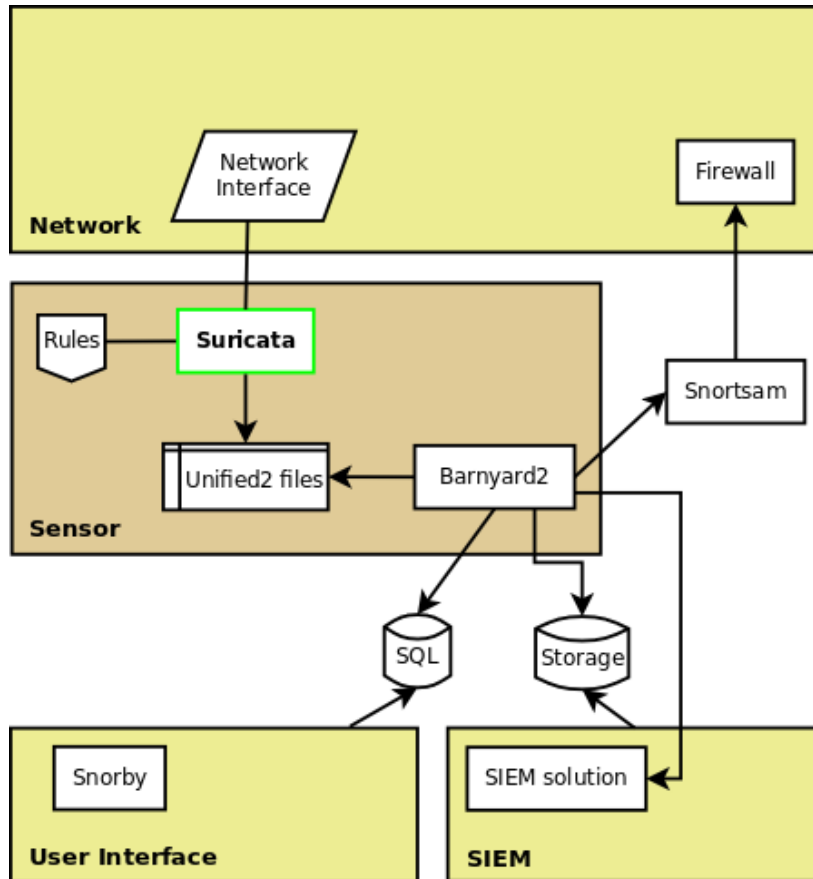 Network
Interface
Firewall
Network
Rules
Suricata
Snortsam
Unified2 files
Barnyard2
Sensor
SQL
Storage
Snorby
SIEM solution
User Interface
SIEM